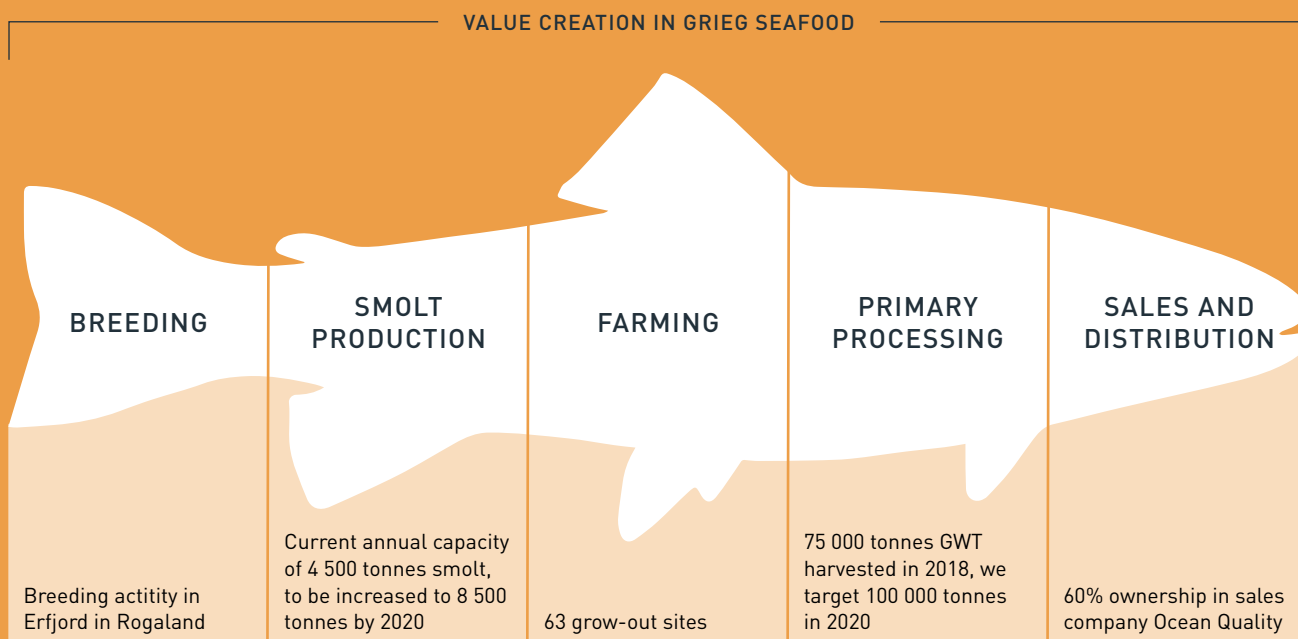 VALUE CREATION IN GRIEG SEAFOOD
BREEDING
SMOLT
PRODUCTION
FARMING
PRIMARY
PROCESSING
SALES AND
DISTRIBUTION
Breeding actitity in
Erfjord in Rogaland
Current annual capacity
of 4 500 tonnes smolt,
to be increased to 8 500
tonnes by 2020
63 grow-out sites
75 000 tonnes GWT
harvested in 2018, we
target 100 000 tonnes
in 2020
60% ownership in sales
company Ocean Quality